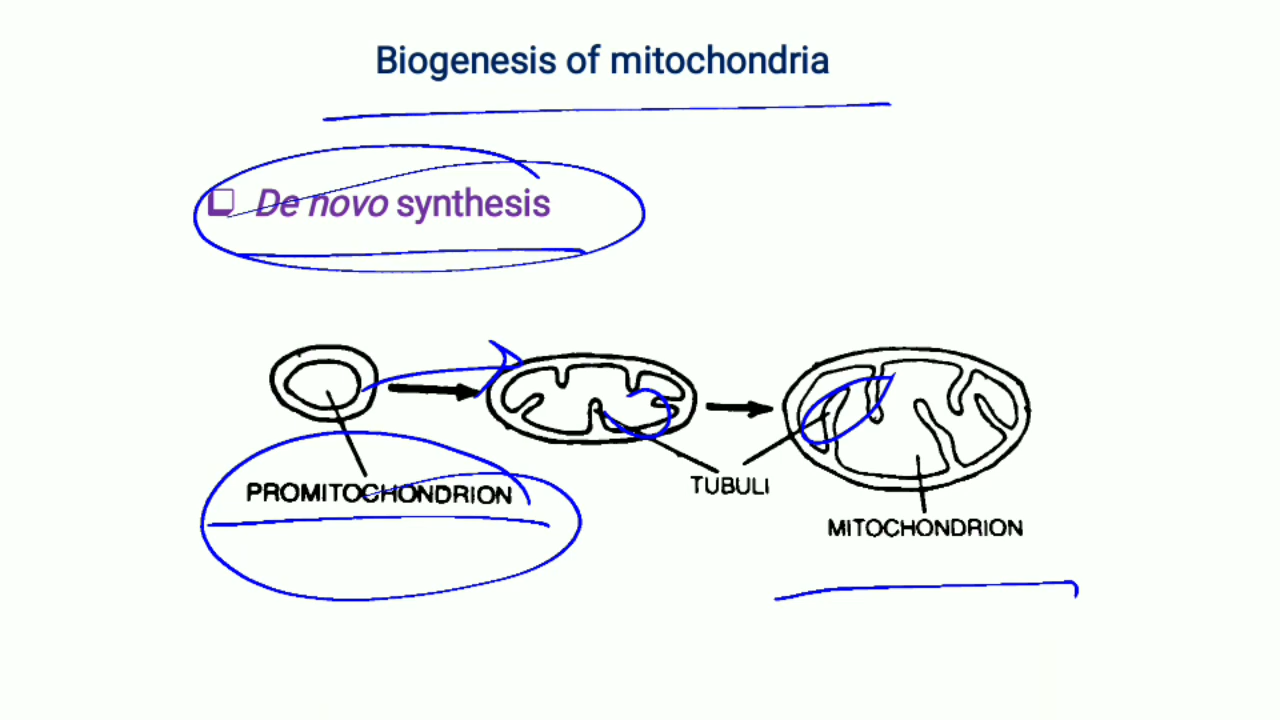 Biogenesis of mitochondria
De novo synthesis
PROMITOCHONDRION
TUBULI
MITOCHONDRION